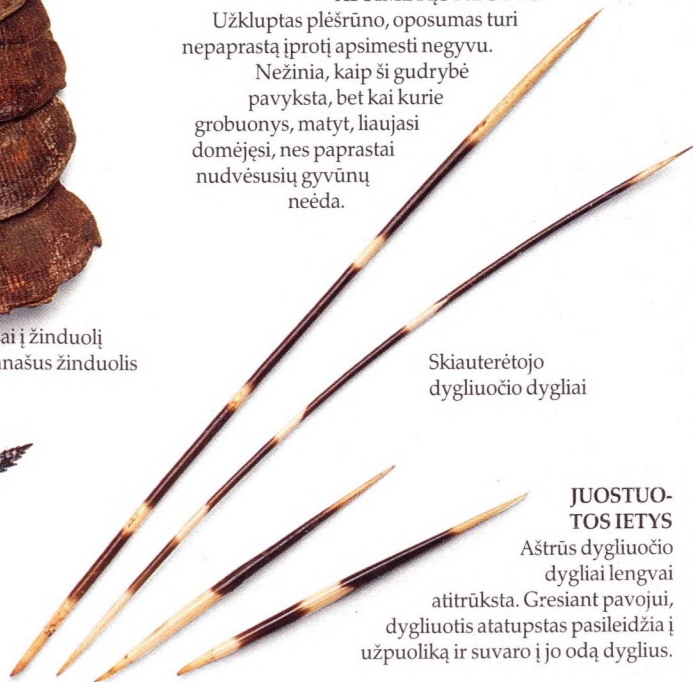 Užkluptas plėšrūno, oposumas turi
nepaprastą įprotį apsimesti negyvu.
Nežinia, kaip ši gudrybė
pavyksta, bet kai kurie
grobuonys, matyt, liaujasi
domėjęsi, nes paprastai
nudvėsusių gyvūnų
neėda.
į žinduolį
žinduolis
Skiauterėtojo
dygliuočio dygliai
JUOSTUO-
TOS IETYS
Aštrūs dygliuočio
dygliai lengvai
atitrūksta. Gresiant pavojui,
dygliuotis atatupstas pasileidžia į
užpuoliką ir suvaro į jo odą dyglius.